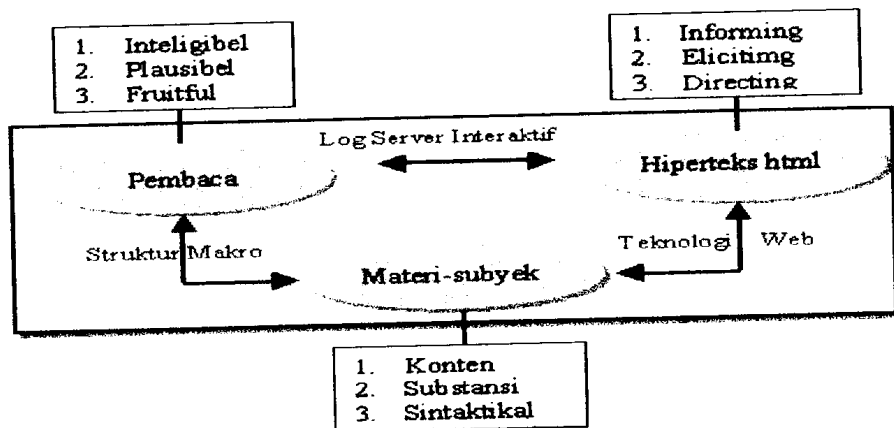 1. Inteligibel
2. Plausibel
3. Fruitful
1. Informing
2. Elicitimg
3. Directing
Log Server Interaktif
Pembaca
Hiperteks html
Struktur Makro
Teknologi Web
Materi-subyek
1. Konten
2. Substansi
3. Sintaktikal